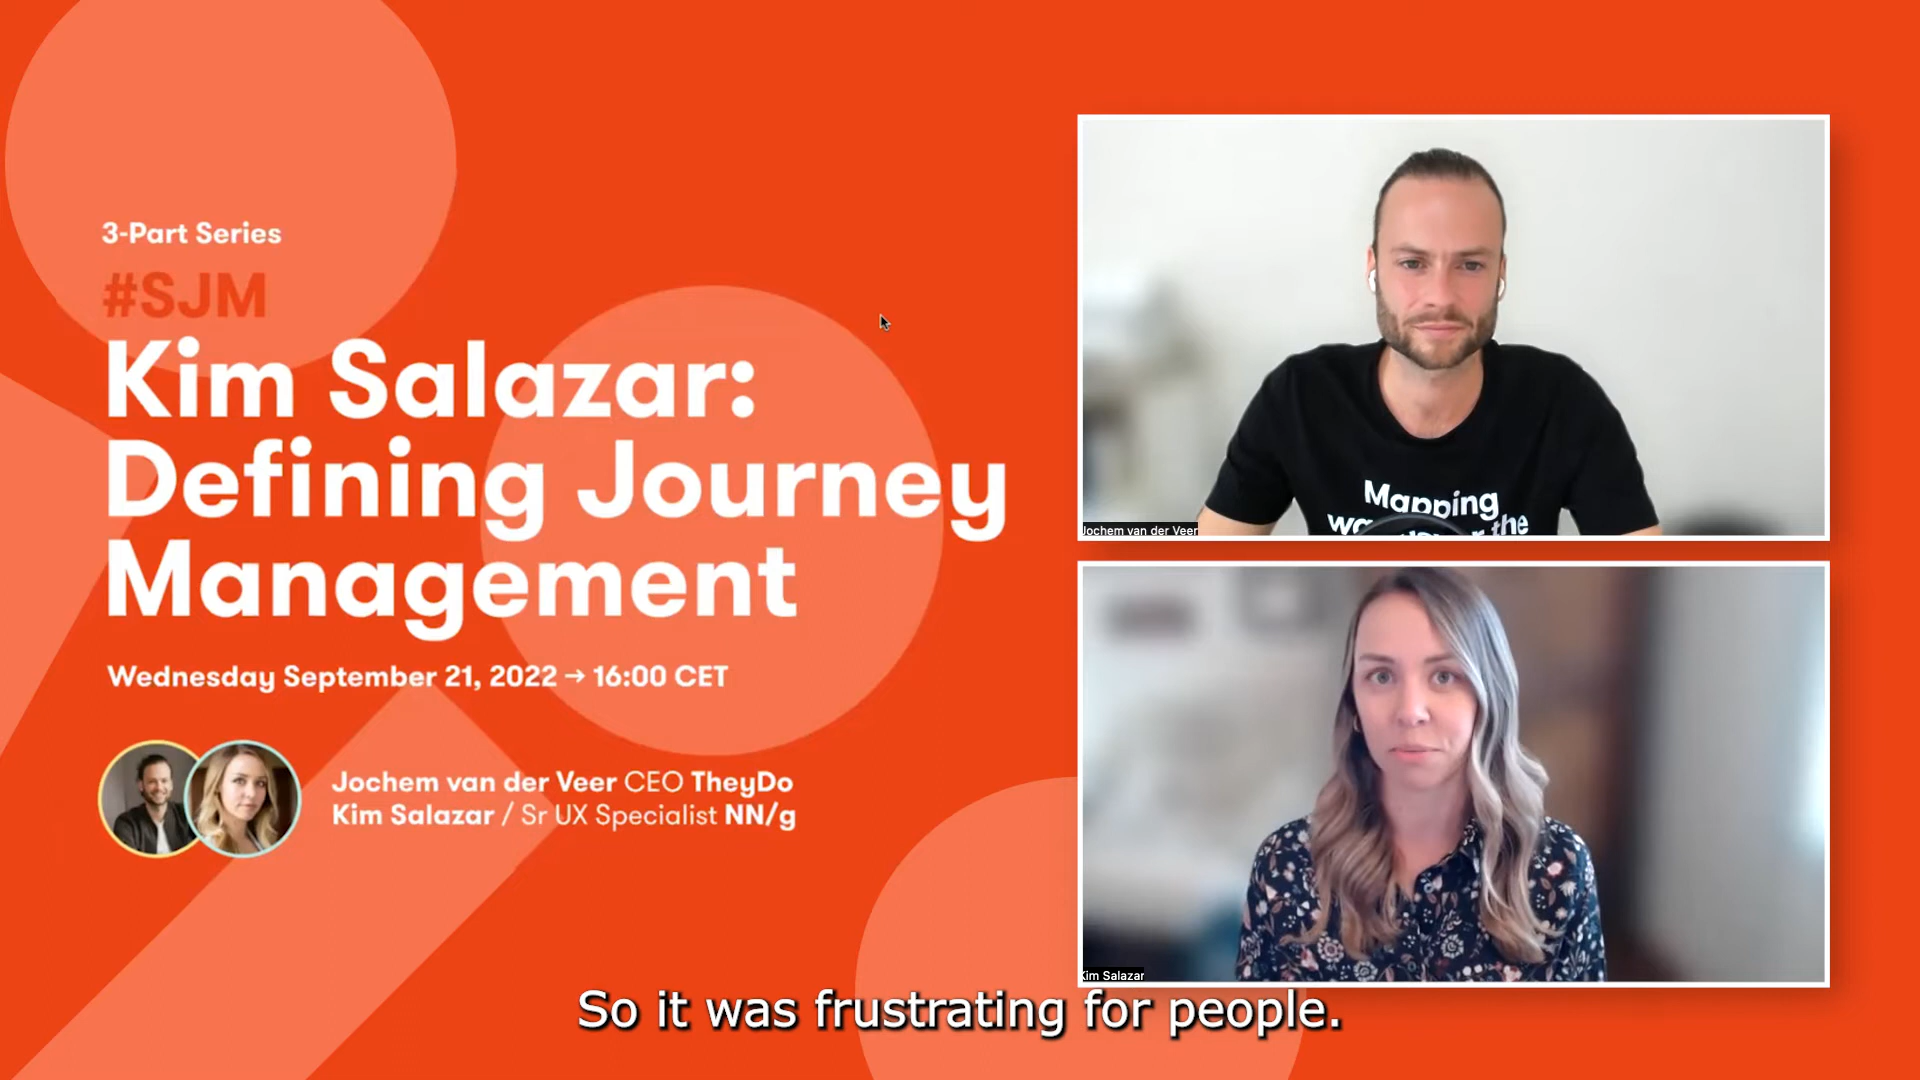 3-Part Series
#SJM
Kim Salazar:
Defining Journey
Management
Wednesday September 21, 2022 → 16:00 CET
Jochem van der Veer CEO TheyDo
Kim Salazar / Sr UX Specialist NN/g
Mapping
the
Jochem van der Veer
Kim Salazar
So it was frustrating for people.